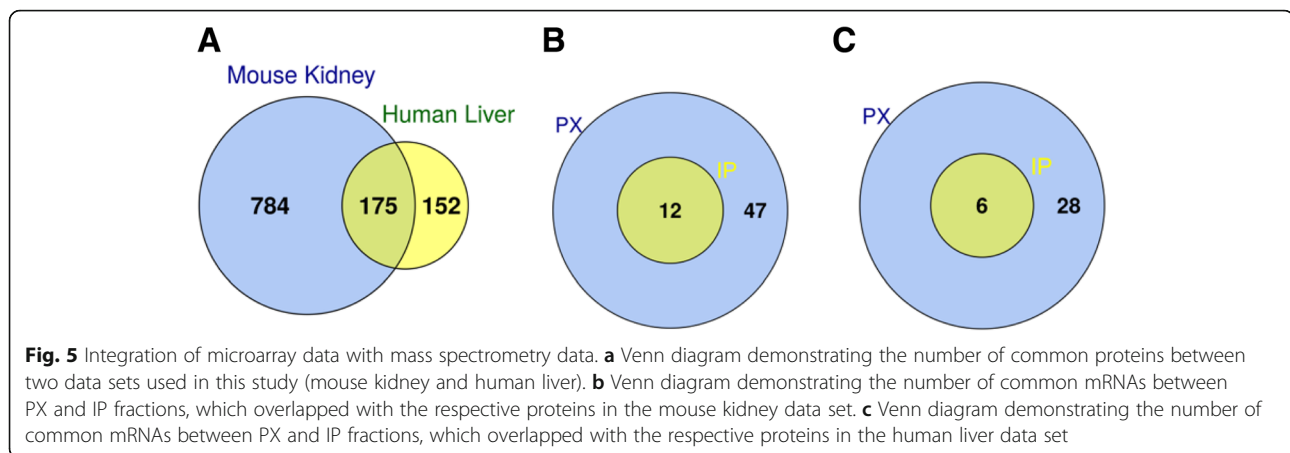 A
B
C
Mouse Kidney
Human Liver
784
175
152
PX
IP
12
47
PX
IP
6
28
Fig. 5 Integration of microarray data with mass spectrometry data. a Venn diagram demonstrating the number of common proteins between
two data sets used in this study (mouse kidney and human liver). b Venn diagram demonstrating the number of common mRNAs between
PX and IP fractions, which overlapped with the respective proteins in the mouse kidney data set. c Venn diagram demonstrating the number of
common mRNAs between PX and IP fractions, which overlapped with the respective proteins in the human liver data set